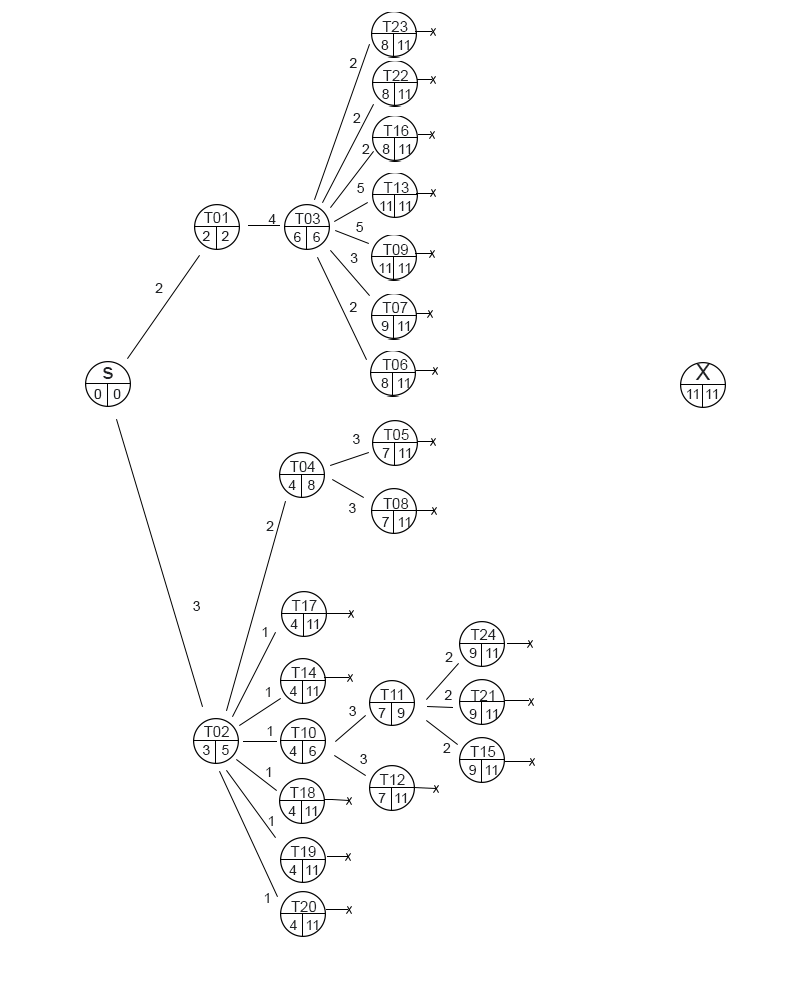 T23
8 11 x
2
T22
8 11 x
2
T16
8 11 x
2
T13
11 11 x
5
T09
11 11 x
5
T07
9 11 x
3
T06
8 11 x
2
T01
2 2
4
T03
6 6
2
S
0 0
X
11 11
3
T05
7 11 x
T04
4 8
3
T08
7 11 x
2
3
T17
4 11 x
1
T14
4 11 x
1
T02
3 5
1
T10
4 6
3
T11
7 9
2
T24
9 11 x
2
T21
9 11 x
2
T15
9 11 x
3
T12
7 11 x
1
T18
4 11 x
1
T19
4 11 x
1
T20
4 11 x